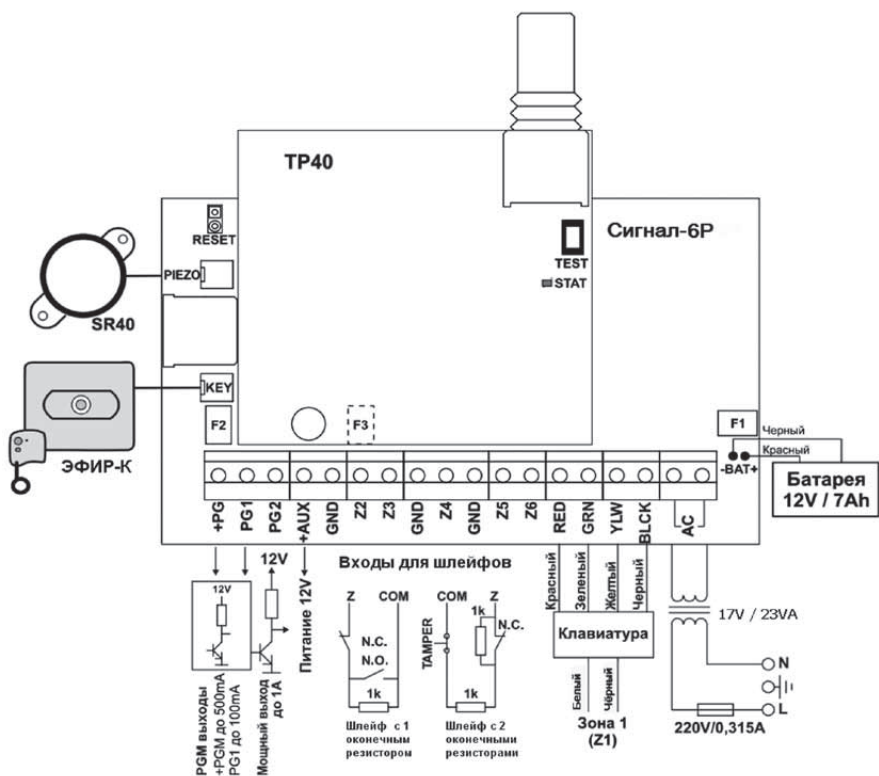 TP40
RESET
Сигнал-6Р
TEST
STAT
PIEZO
SR40
KEY
F2
F3
F1
ЭФИР-К
Черный
Красный
-BAT+
Батарея
12V / 7Ah
+PG
PG1
PG2
+AUX
GND
Z2
Z3
GND
Z4
GND
Z5
Z6
RED
GRN
YLW
BLCK
AC
12V
Питание 12V
Входы для шлейфов
12V
PGM выходы
+PGM до 500mA
PG1 до 100mA
Мощный выход
до 1А
Z
COM
N.C.
N.O.
1k
Шлейф с 1
оконечным
резистором
COM
Z
1k
N.C.
TAMPER
1k
Шлейф с 2
оконечными
резисторами
Красный
Зеленый
Желтый
Черный
Клавиатура
Белый
Чёрный
Зона 1
(Z1)
17V / 23VA
N
L
220V/0,315A